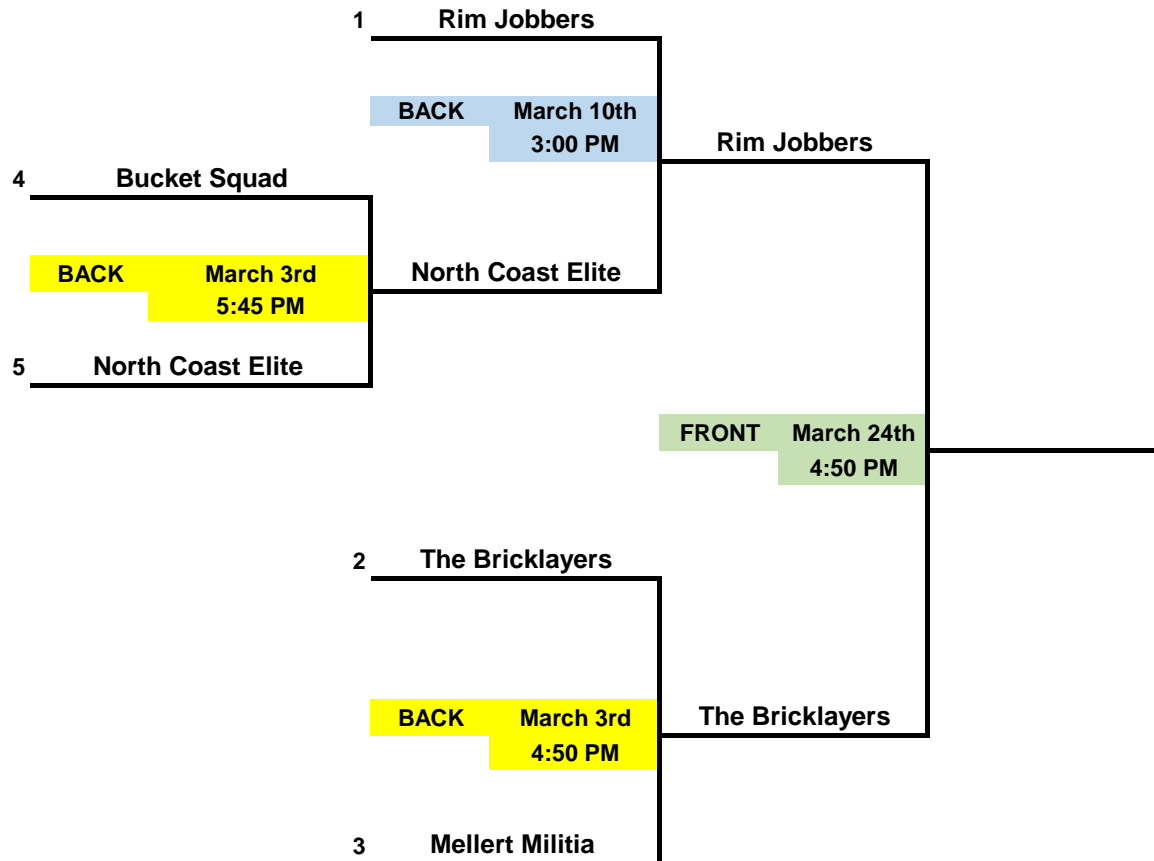 1 Rim Jobbers
BACK March 10th
3:00 PM
Rim Jobbers
4 Bucket Squad
BACK March 3rd
5:45 PM
North Coast Elite
5 North Coast Elite
FRONT March 24th
4:50 PM
2 The Bricklayers
BACK March 3rd
4:50 PM
The Bricklayers
3 Mellert Militia